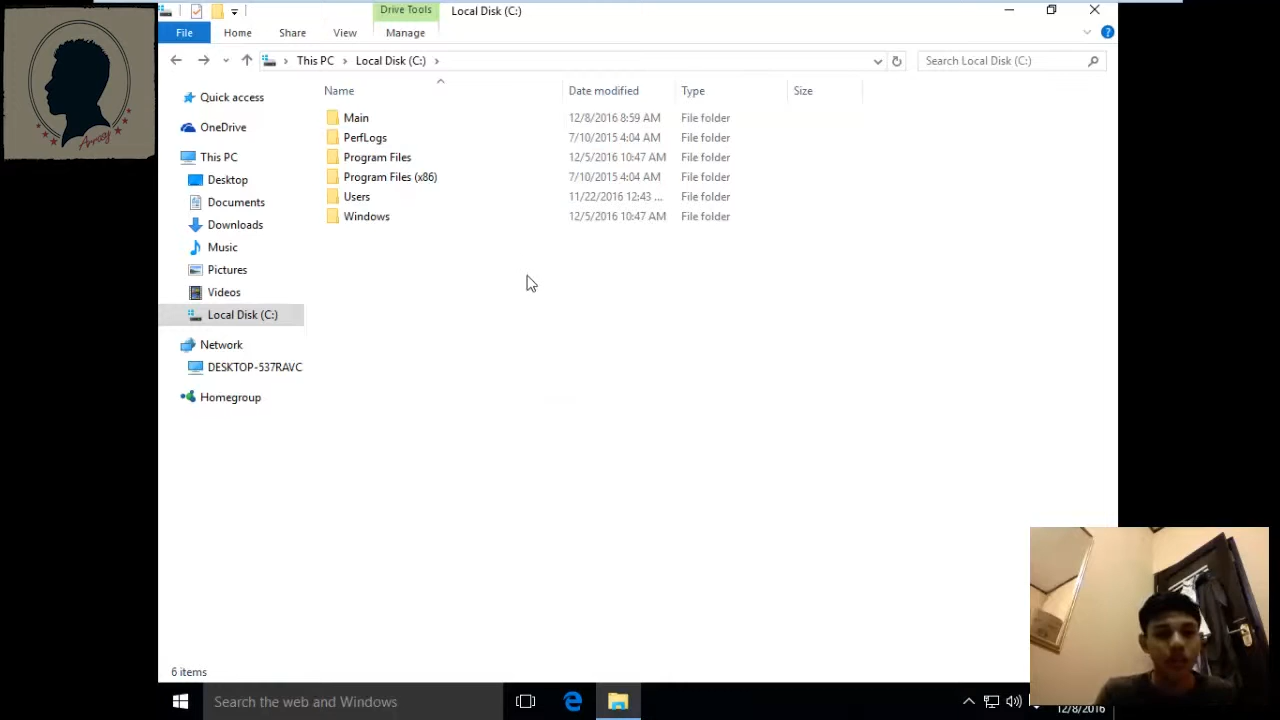 Drive Tools
Local Disk (C:)
File
Home
Share
View
Manage
This PC
Local Disk (C:)
Search Local Disk (C:)
Name
Date modified
Type
Size
Quick access
OneDrive
This PC
Desktop
Documents
Downloads
Music
Pictures
Videos
Local Disk (C:)
Network
DESKTOP-537RAVC
Homegroup
Main 12/8/2016 8:59 AM File folder
PerfLogs 7/10/2015 4:04 AM File folder
Program Files 12/5/2016 10:47 AM File folder
Program Files (x86) 7/10/2015 4:04 AM File folder
Users 11/22/2016 12:43 ... File folder
Windows 12/5/2016 10:47 AM File folder
6 items
Search the web and Windows
12/8/2016